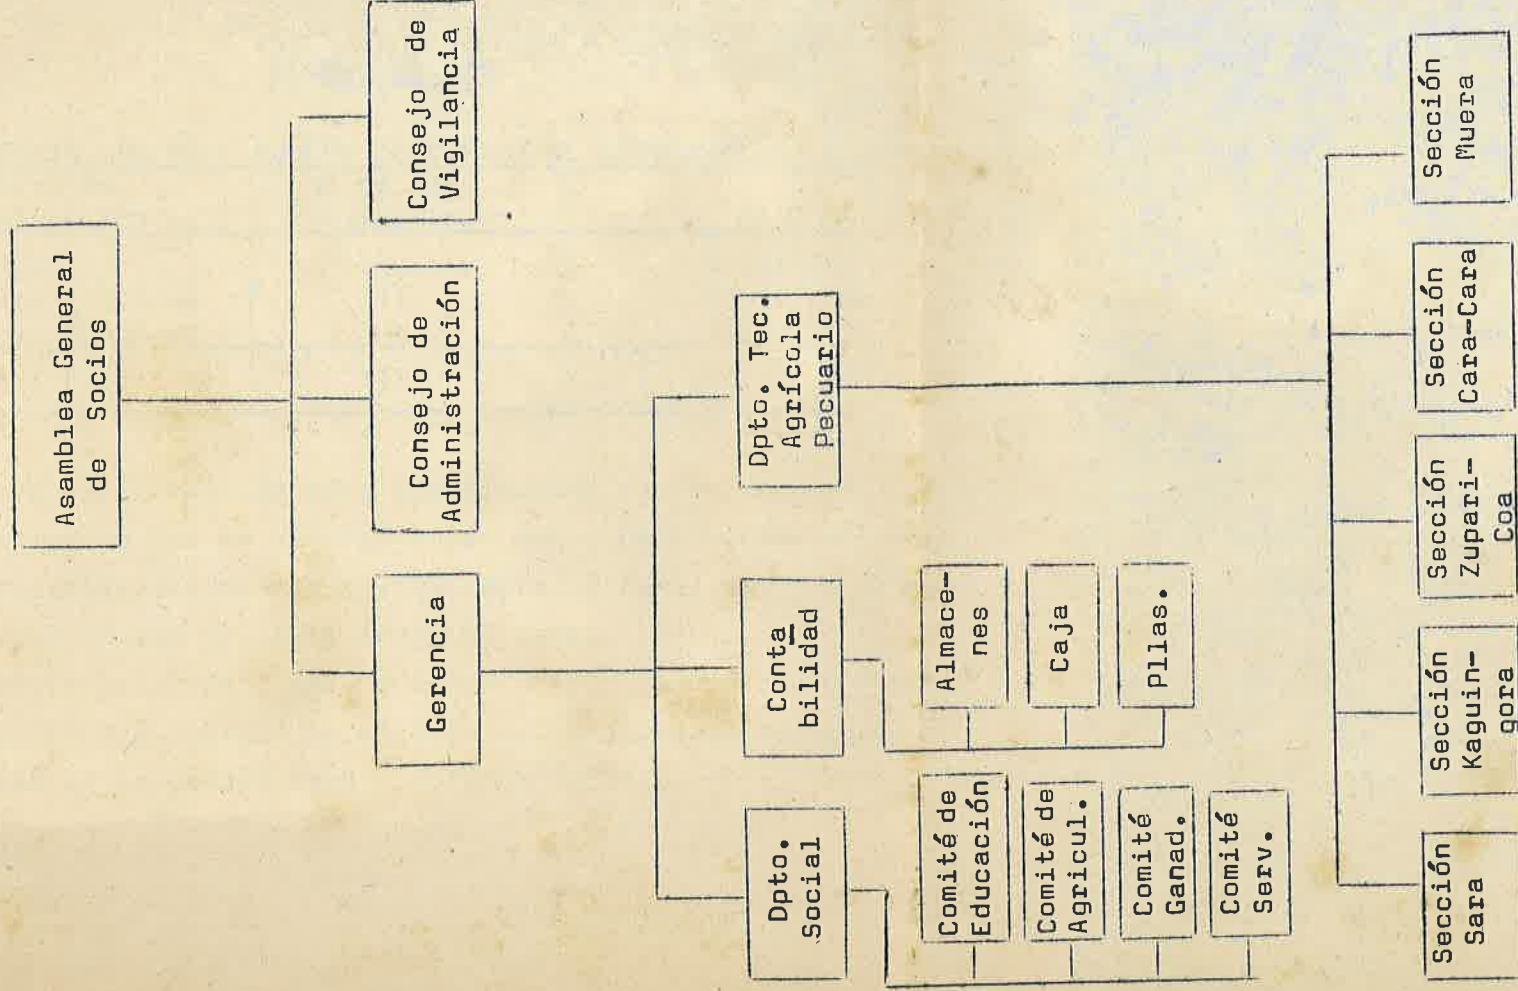 Asamblea General
de Socios
Gerencia
Consejo de
Administración
Consejo de
Vigilancia
Dpto.
Social
Conta
bilidad
Dpto. Tec.
Agrícola
Pecuario
Comité de
Educación
Comité de
Agricul.
Comité
Ganad.
Comité
Serv.
Almace-
nes
Caja
Pllas.
Sección
Sara
Sección
Kaguin-
gora
Sección
Zupari-
Coa
Sección
Cara-Cara
Sección
Muera